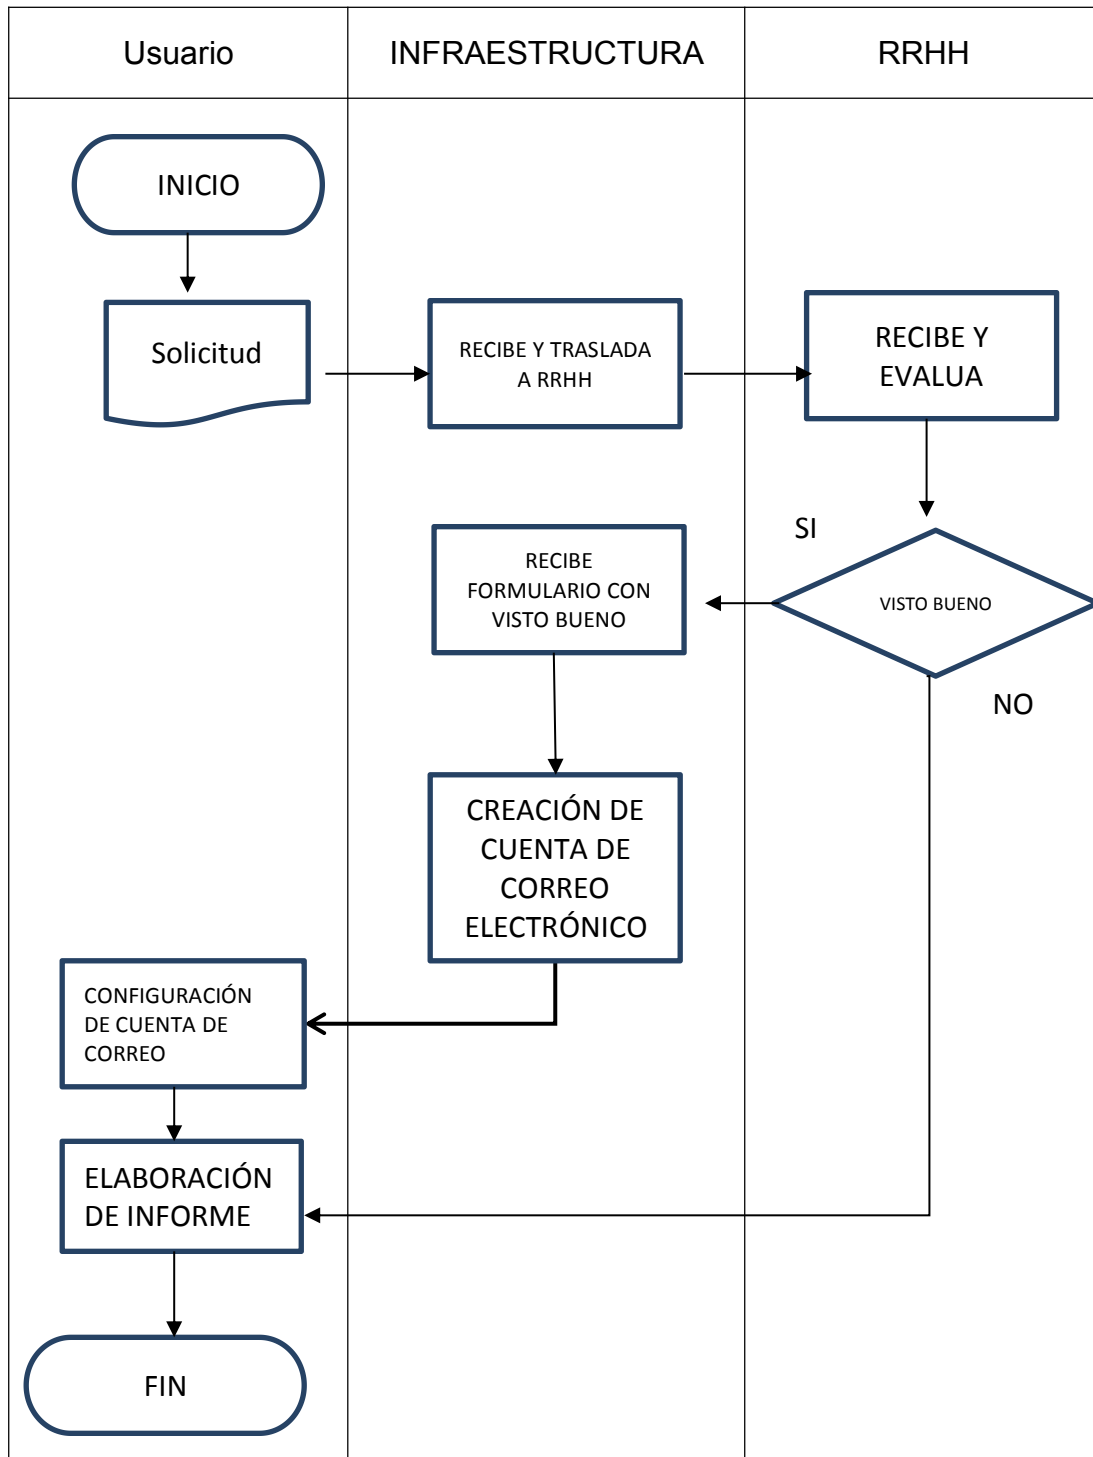 Usuario
INFRAESTRUCTURA
RRHH
INICIO
Solicitud
RECIBE Y TRASLADA
A RRHH
RECIBE Y
EVALUA
SI
RECIBE
FORMULARIO CON
VISTO BUENO
VISTO BUENO
NO
CREACIÓN DE
CUENTA DE
CORREO
ELECTRÓNICO
CONFIGURACIÓN
DE CUENTA DE
CORREO
ELABORACIÓN
DE INFORME
FIN